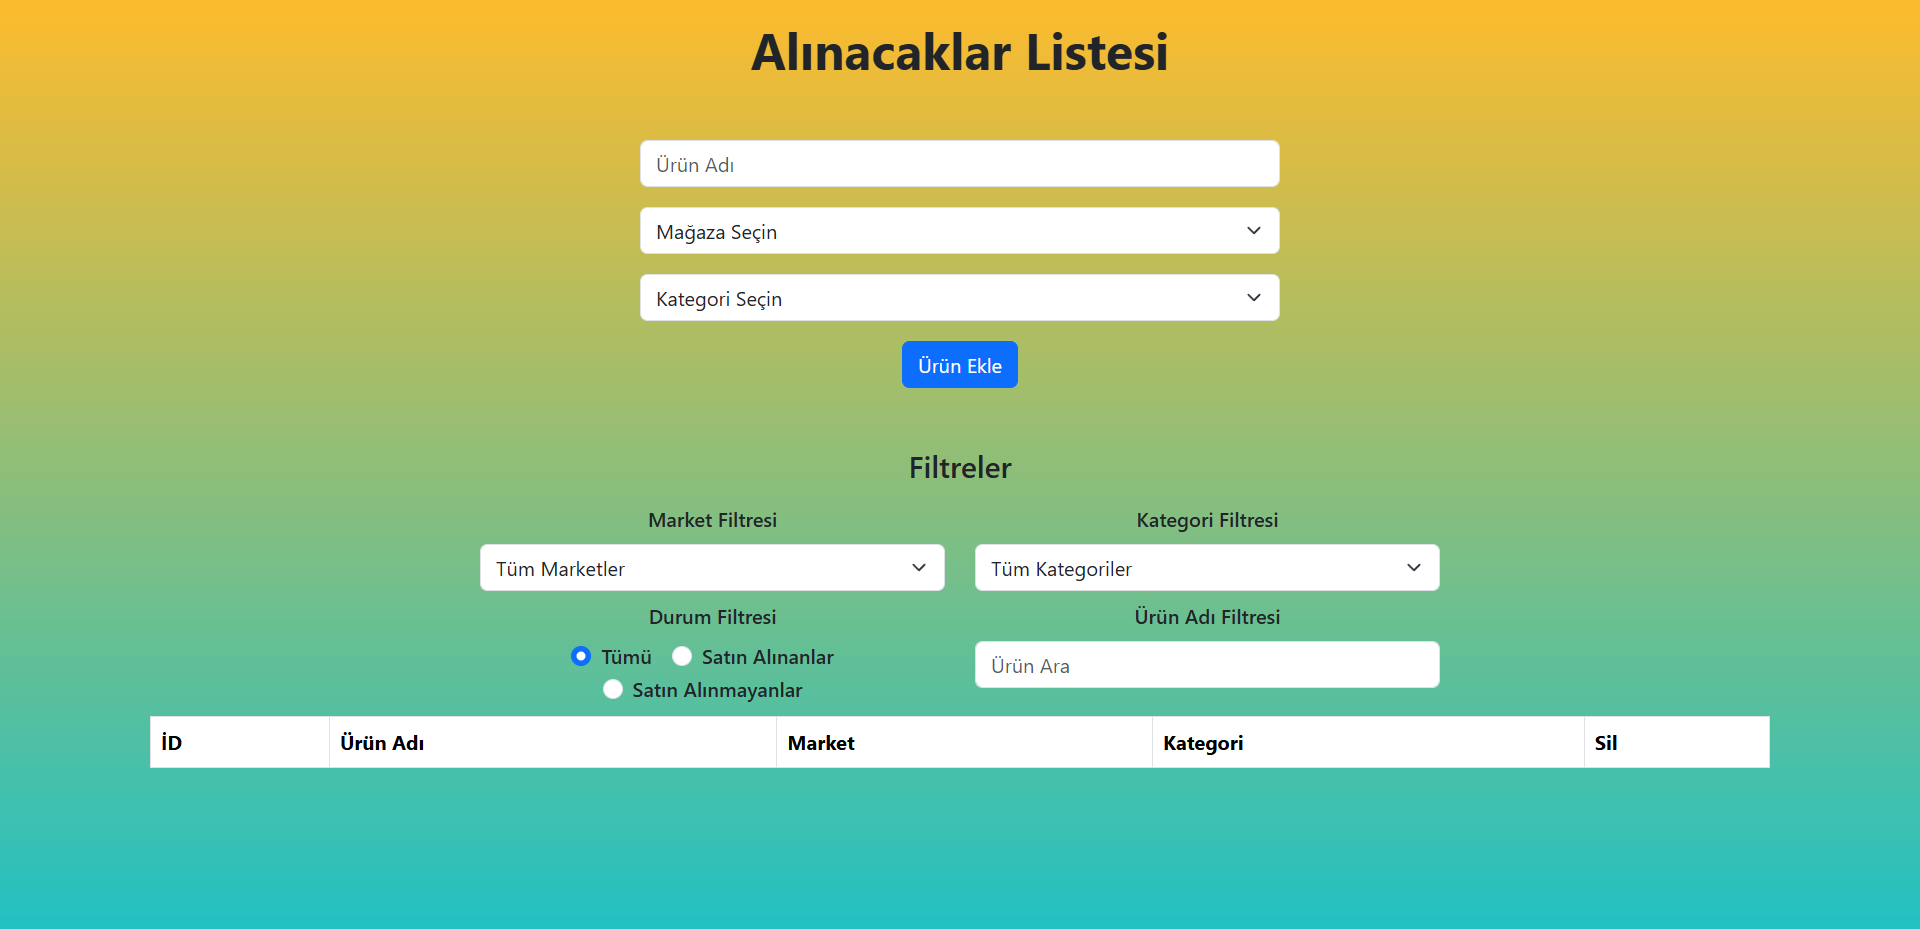 Alınacaklar Listesi
Ürün Adı
Mağaza Seçin
Kategori Seçin
Ürün Ekle
Filtreler
Market Filtresi
Kategori Filtresi
Tüm Marketler
Tüm Kategoriler
Durum Filtresi
Ürün Adı Filtresi
Tümü Satın Alınanlar
Satın Alınmayanlar
Ürün Ara
İD Ürün Adı Market Kategori Sil